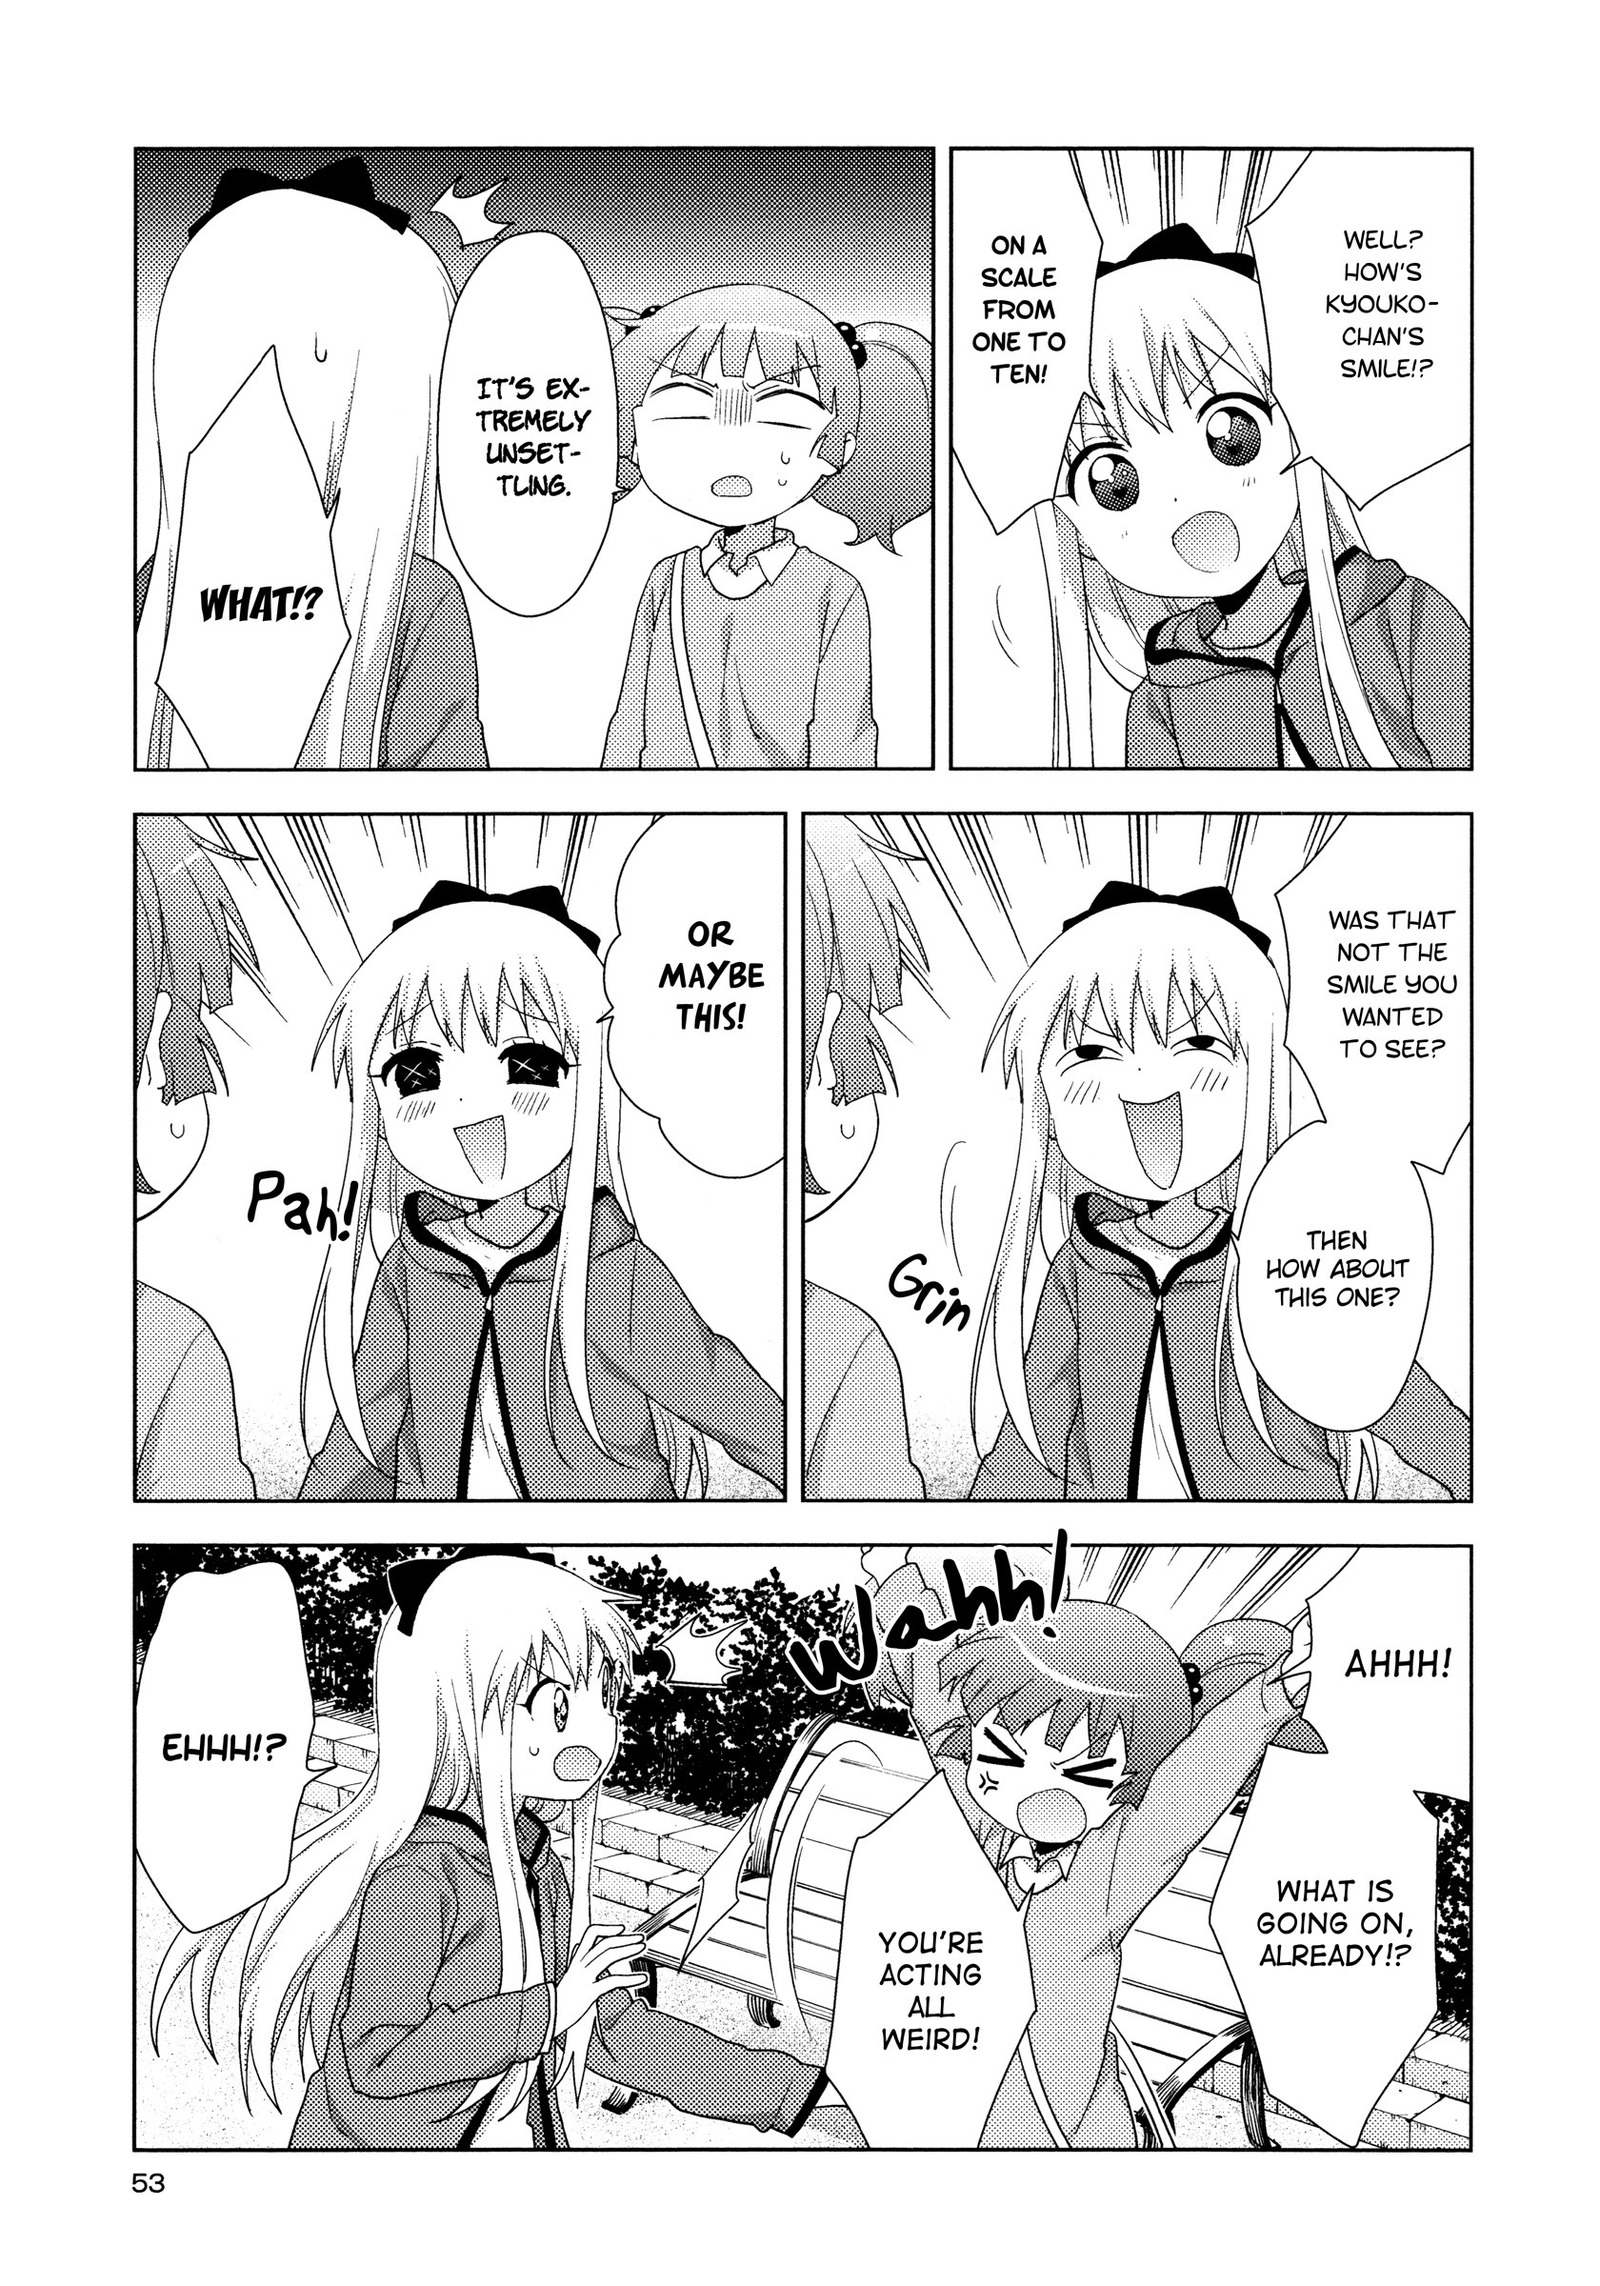 WELL?
HOW'S
KYOUKO-
CHAN'S
SMILE!?
ON A
SCALE
FROM
ONE TO
TEN!
IT'S EX-
TREMELY
UNSET-
TLING.
WHAT!?
WAS THAT
NOT THE
SMILE YOU
WANTED
TO SEE?
THEN
HOW ABOUT
THIS ONE?
Grin
OR
MAYBE
THIS!
Pah!
AHHH!
WHAT IS
GOING ON,
ALREADY!?
Wahh!
YOU'RE
ACTING
ALL
WEIRD!
EHHH!?
53